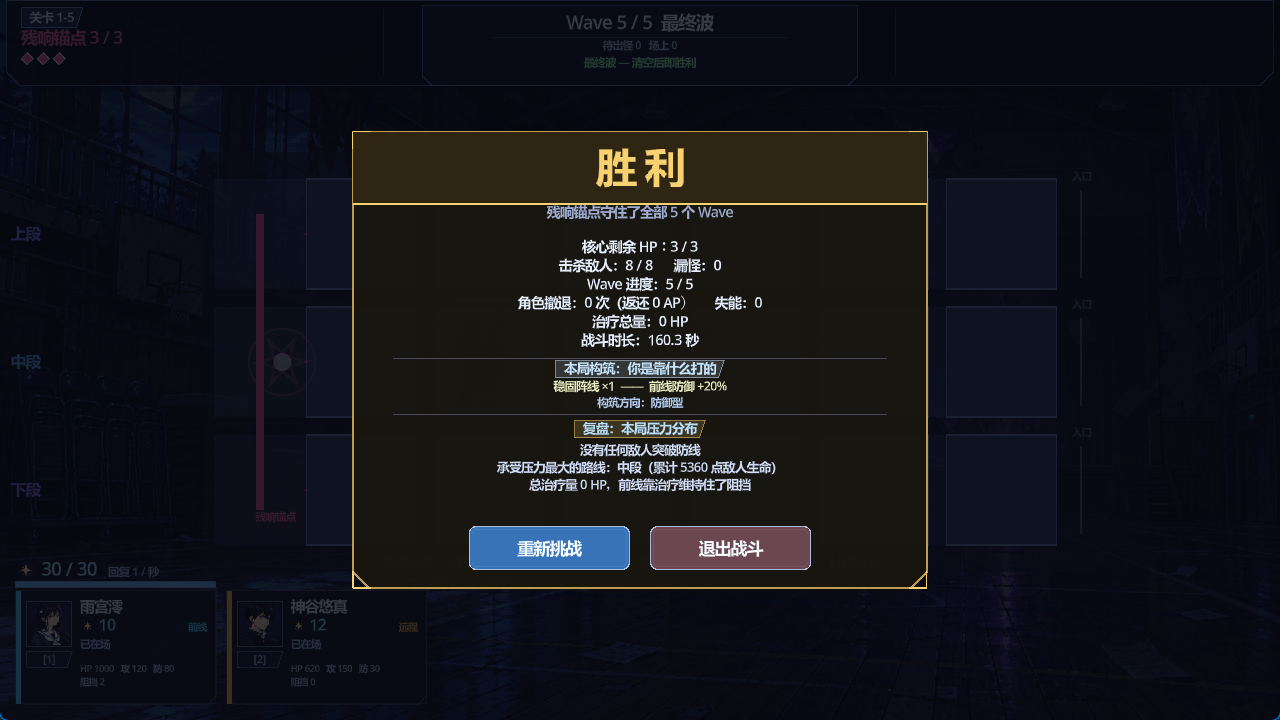 关卡 1-5
残响锚点 3 / 3
Wave 5 / 5 最终波
待出怪 0 场上 0
最终波 — 清空后即胜利
胜利
残响锚点守住了全部 5 个 Wave
核心剩余 HP：3 / 3
击杀敌人：8 / 8 漏怪：0
Wave 进度：5 / 5
角色撤退：0 次（返还 0 AP） 失能：0
治疗总量：0 HP
战斗时长：160.3 秒
本局构筑：你是靠什么打的
稳固阵线 ×1 —— 前线防御 +20%
构筑方向：防御型
复盘：本局压力分布
没有任何敌人突破防线
承受压力最大的路线：中段（累计 5360 点敌人生命）
总治疗量 0 HP，前线靠治疗维持住了阻挡
重新挑战
退出战斗
上段
中段
下段
入口
入口
入口
残响锚点
30 / 30 回复 1 / 秒
雨宫澪
10
前线
已在场
[1]
HP 1000 攻 120 防 80
阻挡 2
神谷悠真
12
远程
已在场
[2]
HP 620 攻 150 防 30
阻挡 0